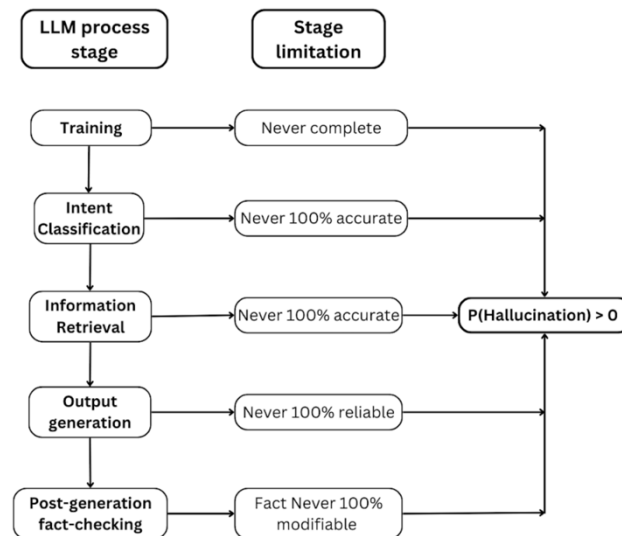 LLM process
stage
Stage
limitation
Training
Never complete
Intent
Classification
Never 100% accurate
Information
Retrieval
Never 100% accurate
P(Hallucination) > 0
Output
generation
Never 100% reliable
Post-generation
fact-checking
Fact Never 100%
modifiable